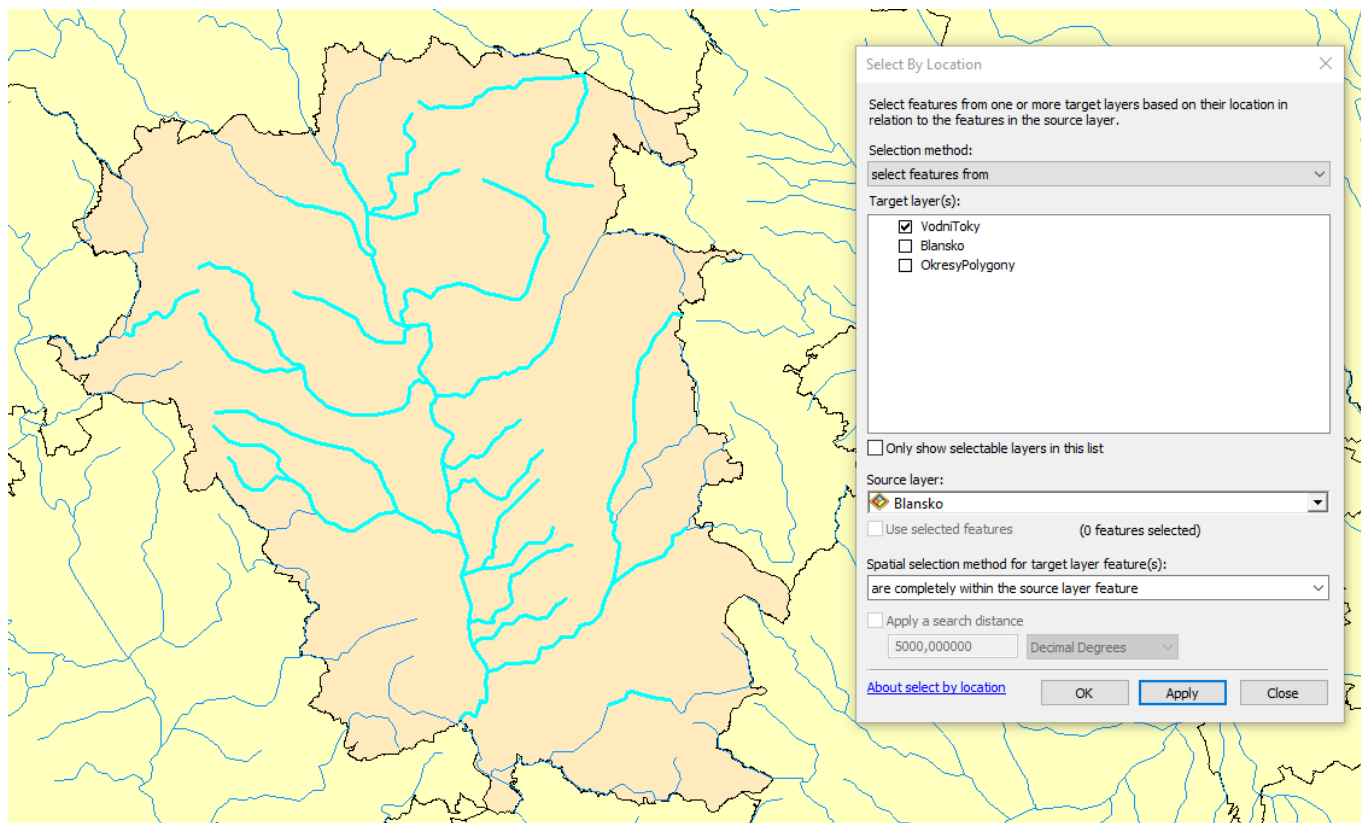 Select By Location
Select features from one or more target layers based on their location in
relation to the features in the source layer.
Selection method:
select features from
Target layer(s):
VodniToky
Blansko
OkresyPolygony
Only show selectable layers in this list
Source layer:
Blansko
Use selected features (0 features selected)
Spatial selection method for target layer feature(s):
are completely within the source layer feature
Apply a search distance
5000,000000 Decimal Degrees
About select by location OK Apply Close